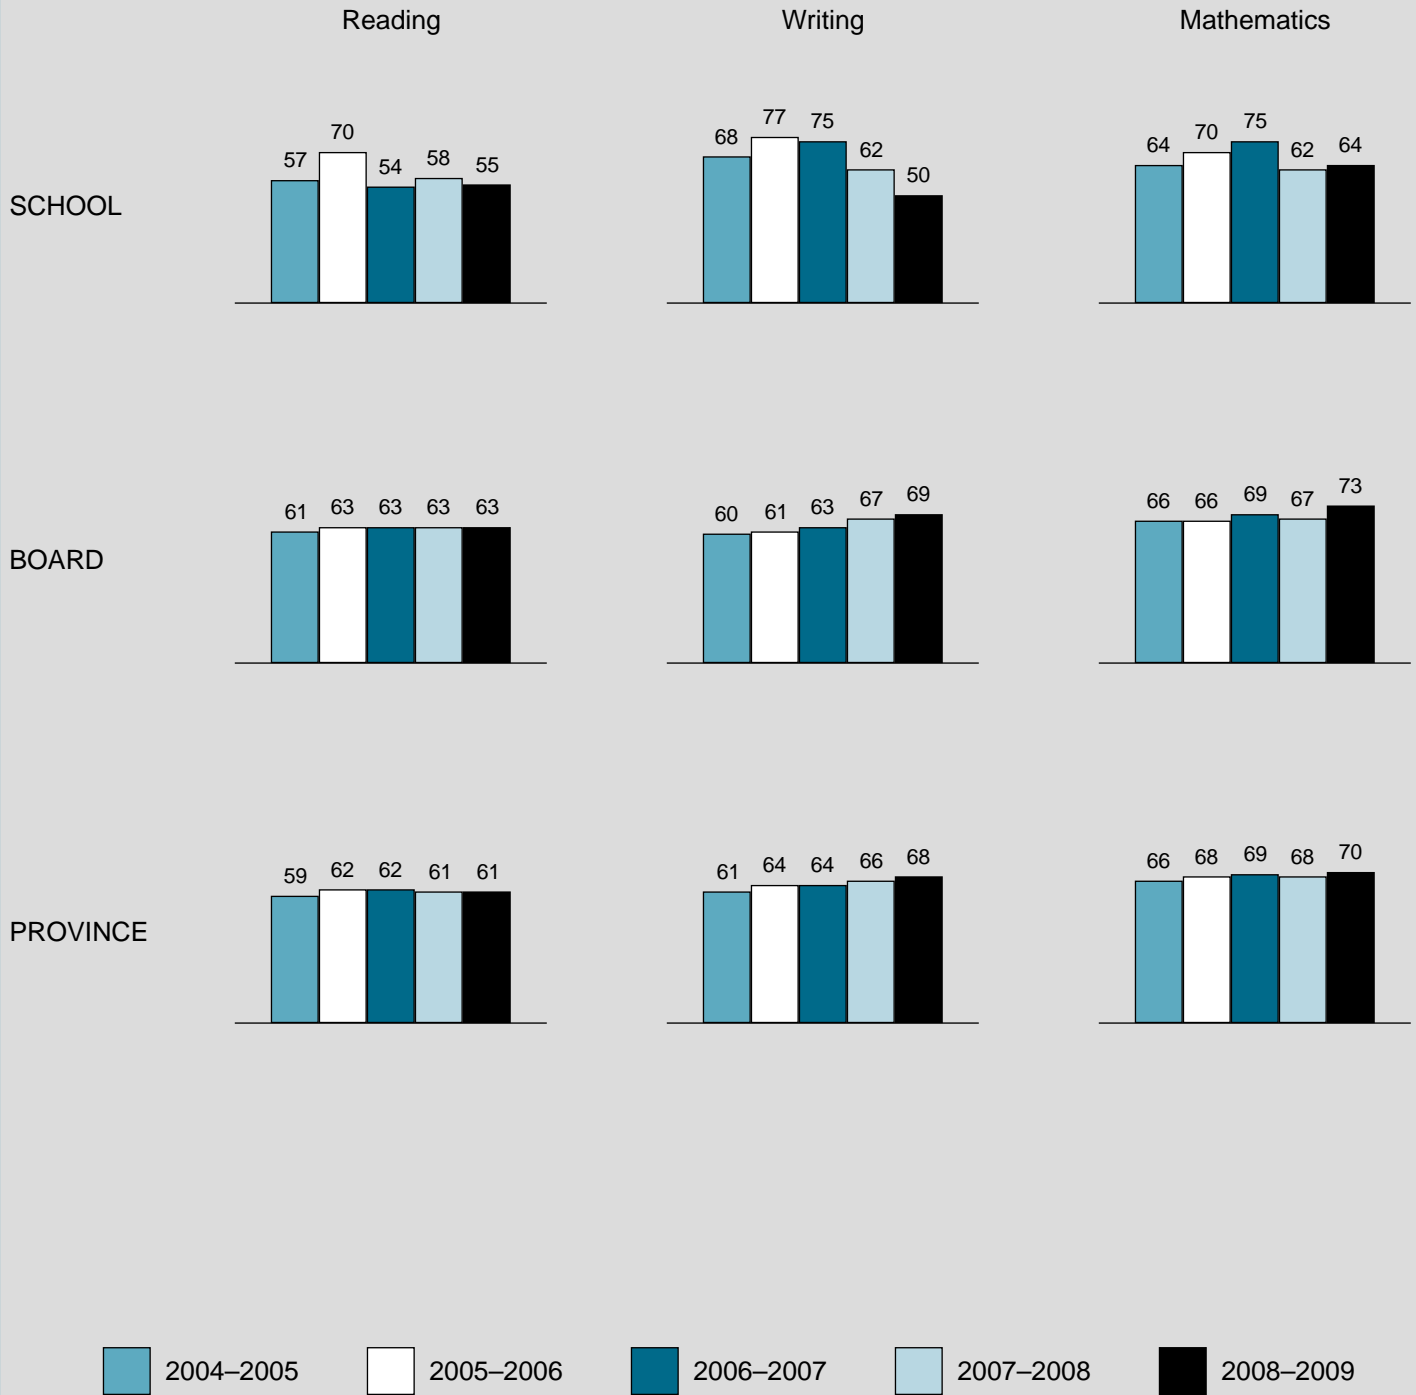 Reading Writing Mathematics
SCHOOL
57 70 54 58 55
68 77 75 62 50
64 70 75 62 64
BOARD
61 63 63 63 63
60 61 63 67 69
66 66 69 67 73
PROVINCE
59 62 62 61 61
61 64 64 66 68
66 68 69 68 70
2004–2005 2005–2006 2006–2007 2007–2008 2008–2009